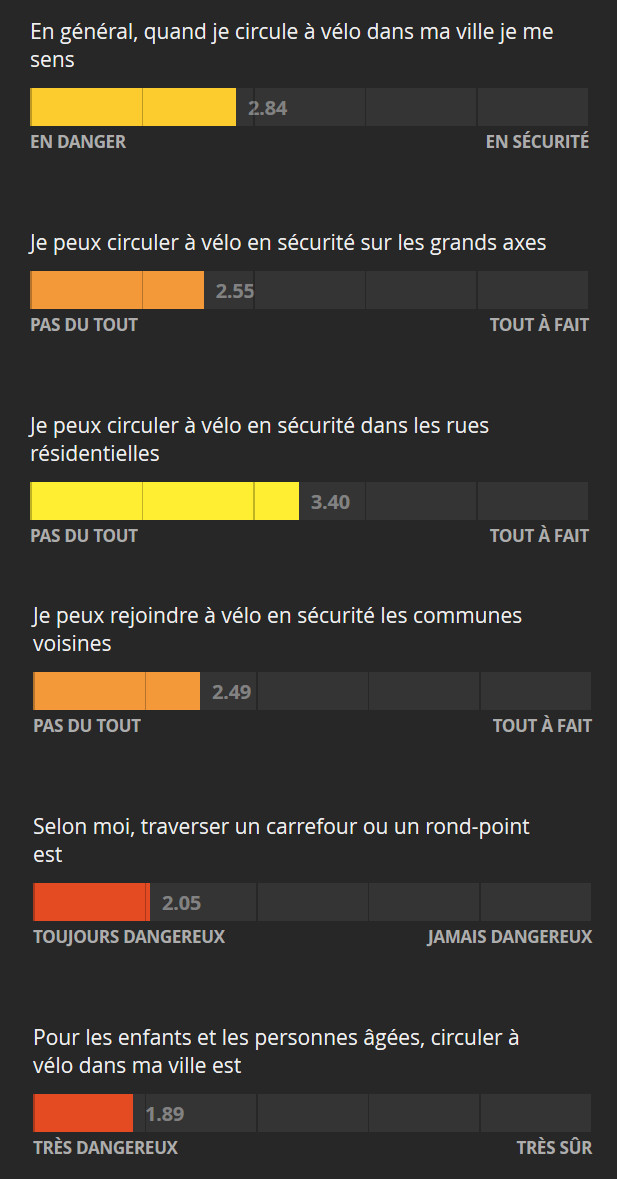 En général, quand je circule à vélo dans ma ville je me
sens
2.84
EN DANGER EN SÉCURITÉ
Je peux circuler à vélo en sécurité sur les grands axes
2.55
PAS DU TOUT TOUT À FAIT
Je peux circuler à vélo en sécurité dans les rues
résidentielles
3.40
PAS DU TOUT TOUT À FAIT
Je peux rejoindre à vélo en sécurité les communes
voisines
2.49
PAS DU TOUT TOUT À FAIT
Selon moi, traverser un carrefour ou un rond-point
est
2.05
TOUJOURS DANGEREUX JAMAIS DANGEREUX
Pour les enfants et les personnes âgées, circuler à
vélo dans ma ville est
1.89
TRÈS DANGEREUX TRÈS SÛR